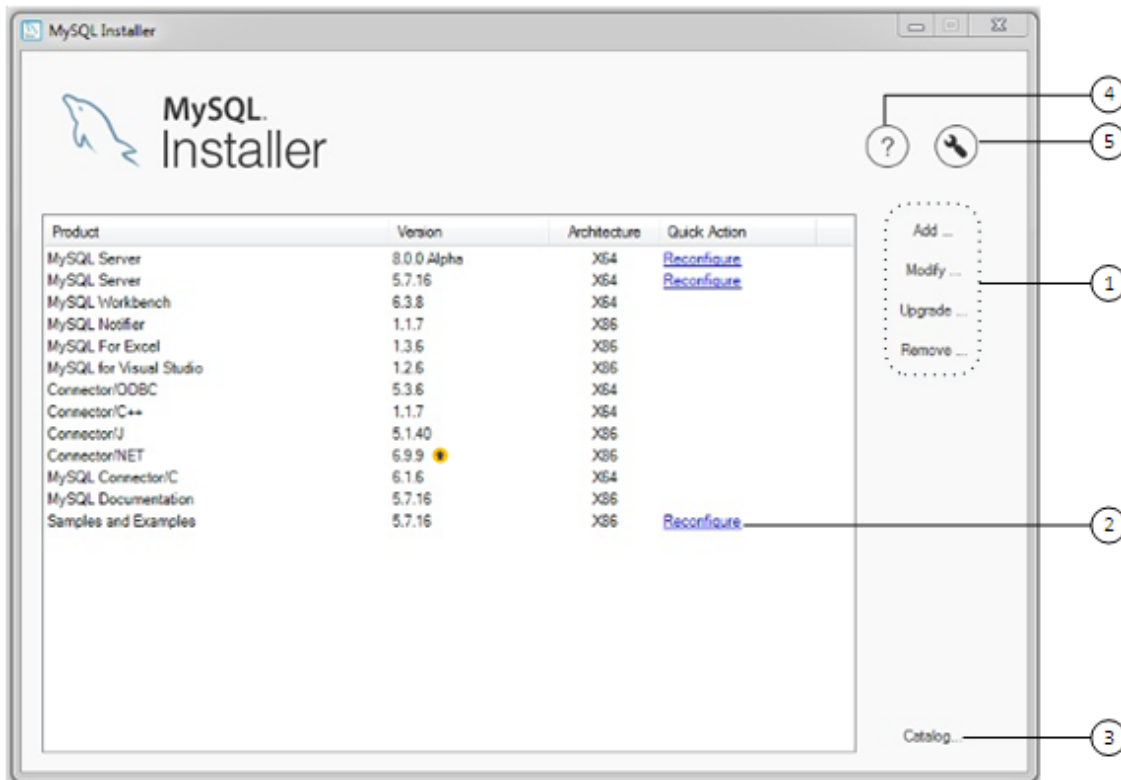 MySQL Installer
MySQL.
Installer
4
?
5
Product Version Architecture Quick Action
MySQL Server 8.0.0 Alpha X64 Reconfigure
MySQL Server 5.7.16 X64 Reconfigure
MySQL Workbench 6.3.8 X64
MySQL Notifier 1.1.7 X86
MySQL For Excel 1.3.6 X86
MySQL for Visual Studio 1.2.6 X86
Connector/ODBC 5.3.6 X64
Connector/C++ 1.1.7 X64
Connector/J 5.1.40 X86
Connector/NET 6.9.9 X86
MySQL Connector/C 6.1.6 X64
MySQL Documentation 5.7.16 X86
Samples and Examples 5.7.16 X86 Reconfigure
Add ...
Modify ...
Upgrade ...
Remove ...
1
2
Catalog...
3